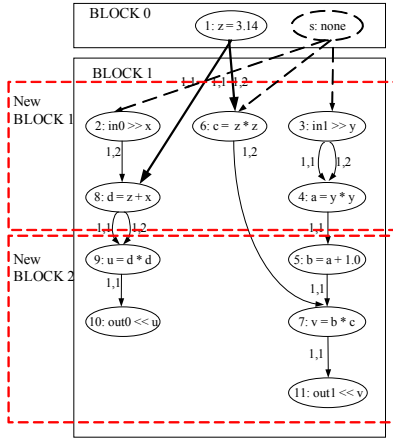 BLOCK 0
1: z = 3.14
s: none
BLOCK 1
1,1
1,1
1,2
New
BLOCK 1
2: in0 >> x
6: c = z * z
3: in1 >> y
1,2
1,2
1,1
1,2
8: d = z + x
4: a = y * y
1,1
1,2
1,1
New
BLOCK 2
9: u = d * d
5: b = a + 1.0
1,1
1,1
10: out0 << u
7: v = b * c
1,1
11: out1 << v